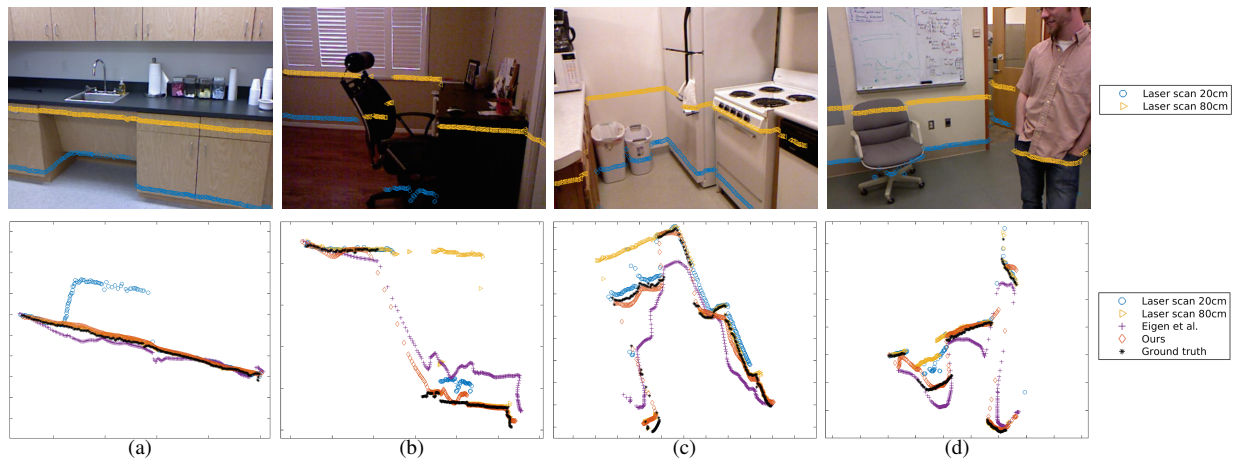 Laser scan 20cm
Laser scan 80cm
Laser scan 20cm
Laser scan 80cm
Eigen et al.
Ours
Ground truth
(a)
(b)
(c)
(d)